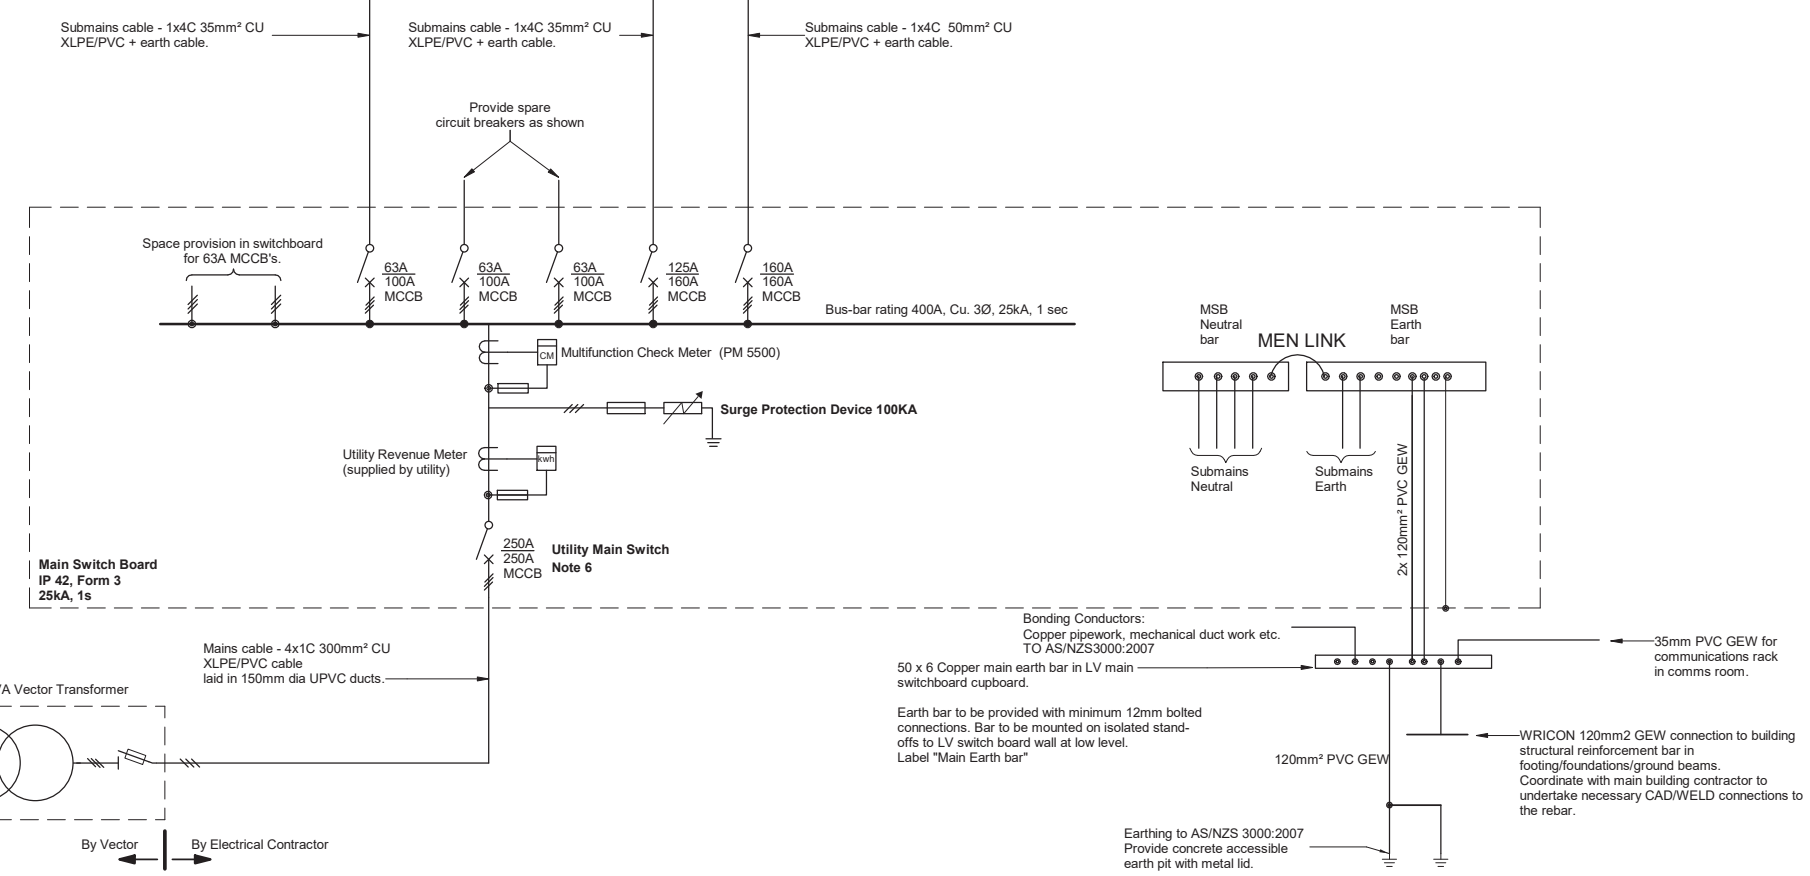 Submains cable - 1x4C 35mm² CU
XLPE/PVC + earth cable.
Submains cable - 1x4C 35mm² CU
XLPE/PVC + earth cable.
Submains cable - 1x4C  50mm² CU
XLPE/PVC + earth cable.
Provide spare
circuit breakers as shown
Space provision in switchboard
for 63A MCCB's.
63A
100A
MCCB
63A
100A
MCCB
63A
100A
MCCB
125A
160A
MCCB
160A
160A
MCCB
Bus-bar rating 400A, Cu. 3Ø, 25kA, 1 sec
CM
Multifunction Check Meter  (PM 5500)
Surge Protection Device 100KA
Utility Revenue Meter
(supplied by utility)
kwh
250A
250A
MCCB
Utility Main Switch
Note 6
Main Switch Board
IP 42, Form 3
25kA, 1s
MSB
Neutral
bar
MEN LINK
MSB
Earth
bar
Submains
Neutral
Submains
Earth
2x 120mm² PVC GEW
Mains cable - 4x1C 300mm² CU
XLPE/PVC cable
laid in 150mm dia UPVC ducts.
/A Vector Transformer
By Vector
By Electrical Contractor
Bonding Conductors:
Copper pipework, mechanical duct work etc.
TO AS/NZS3000:2007
50 x 6 Copper main earth bar in LV main
switchboard cupboard.
Earth bar to be provided with minimum 12mm bolted
connections. Bar to be mounted on isolated stand-
offs to LV switch board wall at low level.
Label "Main Earth bar"
35mm PVC GEW for
communications rack
in comms room.
120mm² PVC GEW
WRICON 120mm2 GEW connection to building
structural reinforcement bar in
footing/foundations/ground beams.
Coordinate with main building contractor to
undertake necessary CAD/WELD connections to
the rebar.
Earthing to AS/NZS 3000:2007
Provide concrete accessible
earth pit with metal lid.